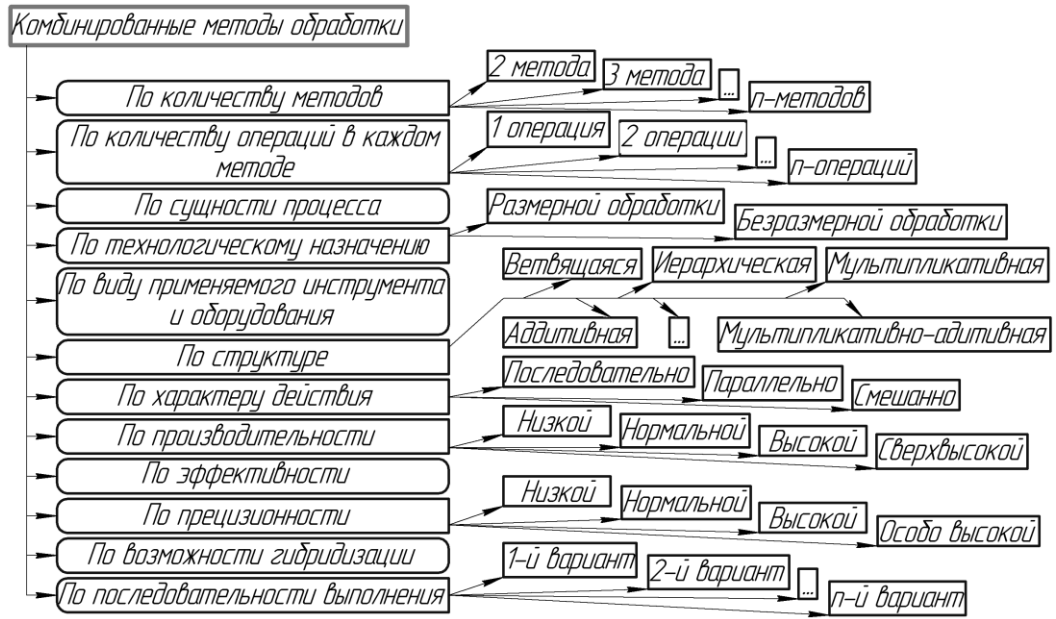 Комбинированные методы обработки
По количеству методов
2 метода
3 метода
...
n-методов
По количеству операций в каждом
методе
1 операция
2 операции
...
n-операций
По сущности процесса
По технологическому назначению
Размерной обработки
Безразмерной обработки
По виду применяемого инструмента
и оборудования
По структуре
Ветвящаяся
Иерархическая
Мультипликативная
Аддитивная
...
Мультипликативно-адитивная
По характеру действия
Последовательно
Параллельно
Смешанно
По производительности
Низкой
Нормальной
Высокой
Сверхвысокой
По эффективности
По прецизионности
Низкой
Нормальной
Высокой
Особо высокой
По возможности гибридизации
По последовательности выполнения
1-й вариант
2-й вариант
...
n-й вариант